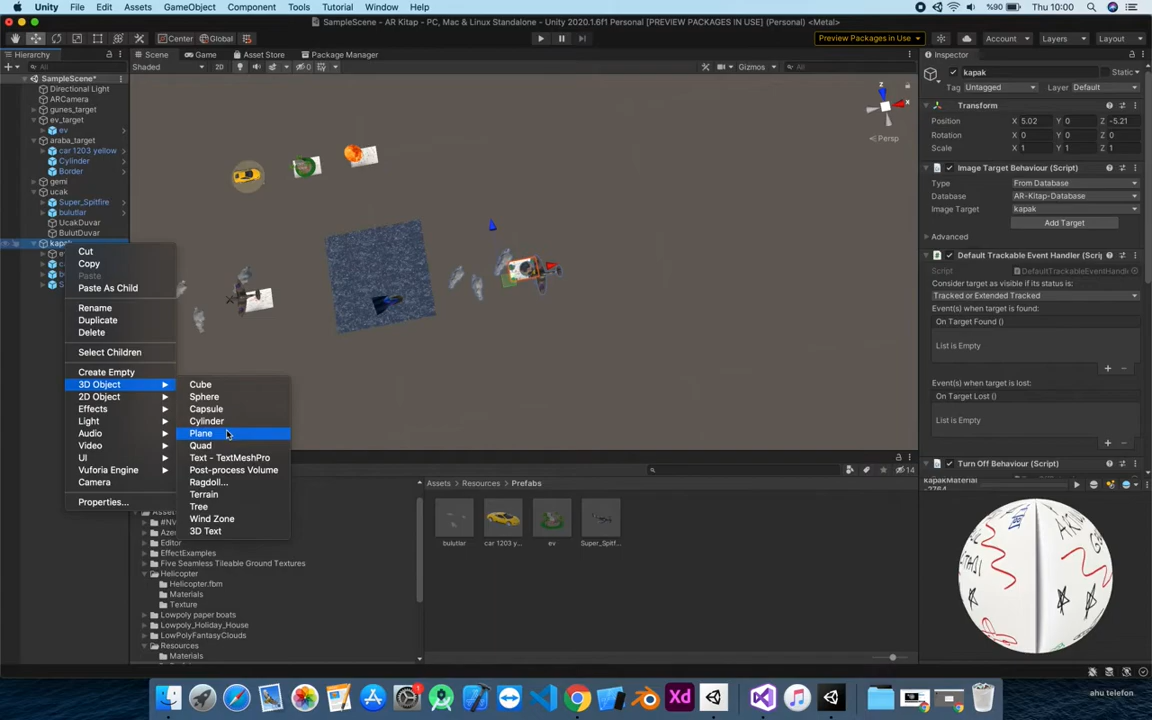 Unity File Edit Assets GameObject Component Tools Tutorial Window Help %90 Thu 10:00
SampleScene - AR Kitap - PC, Mac & Linux Standalone - Unity 2020.1.6f1 Personal [PREVIEW PACKAGES IN USE] (Personal) <Metal>
Center Global Preview Packages in Use Account Layers Layout
Hierarchy Scene Game Asset Store Package Manager Inspector
All Shaded 2D 0 Gizmos All
SampleScene*
Directional Light
ARCamera
gunes_target
ev_target
ev
araba_target
car 1203 yellow
Cylinder
Border
gemi
ucak
Super_Spitfire
bulutlar
UcakDuvar
BulutDuvar
kapak
Cut
Copy
Paste
Paste As Child
Rename
Duplicate
Delete
Select Children
Create Empty
3D Object
2D Object
Effects
Light
Audio
Video
UI
Vuforia Engine
Camera
Properties...
Cube
Sphere
Capsule
Cylinder
Plane
Quad
Text - TextMeshPro
Post-process Volume
Ragdoll...
Terrain
Tree
Wind Zone
3D Text
z
x
Persp
kapak Static
Tag Untagged Layer Default
Transform
Position X 5.02 Y 0 Z -5.21
Rotation X 0 Y 0 Z 0
Scale X 1 Y 1 Z 1
Image Target Behaviour (Script)
Type From Database
Database AR-Kitap-Database
Image Target kapak
Add Target
Advanced
Default Trackable Event Handler (Scrip
Script DefaultTrackableEventHandl
Consider target as visible if its status is:
Tracked or Extended Tracked
Event(s) when target is found:
On Target Found ()
List is Empty
Event(s) when target is lost:
On Target Lost ()
List is Empty
Turn Off Behaviour (Script)
kapakMaterial
-2764
14
Assets > Resources > Prefabs
bulutlar car 1203 y... ev Super_Spitf...
Editor
EffectExamples
Five Seamless Tileable Ground Textures
Helicopter
Helicopter.fbm
Materials
Texture
Lowpoly paper boats
Lowpoly_Holiday_House
LowPolyFantasyClouds
Resources
Materials
Xd
ahu telefon